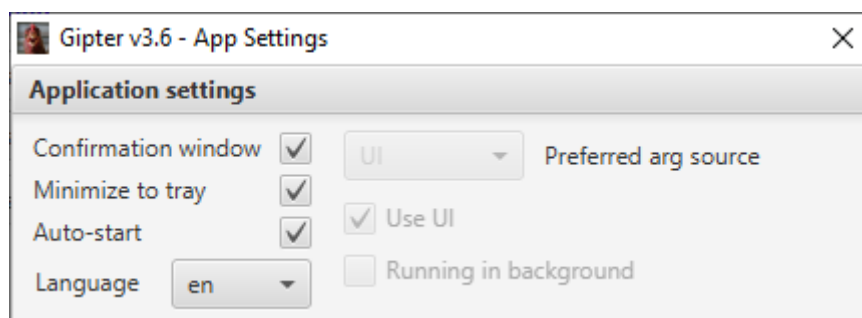 Gipter v3.6 - App Settings
Application settings
Confirmation window
UI
Preferred arg source
Minimize to tray
Use UI
Auto-start
Running in background
Language
en